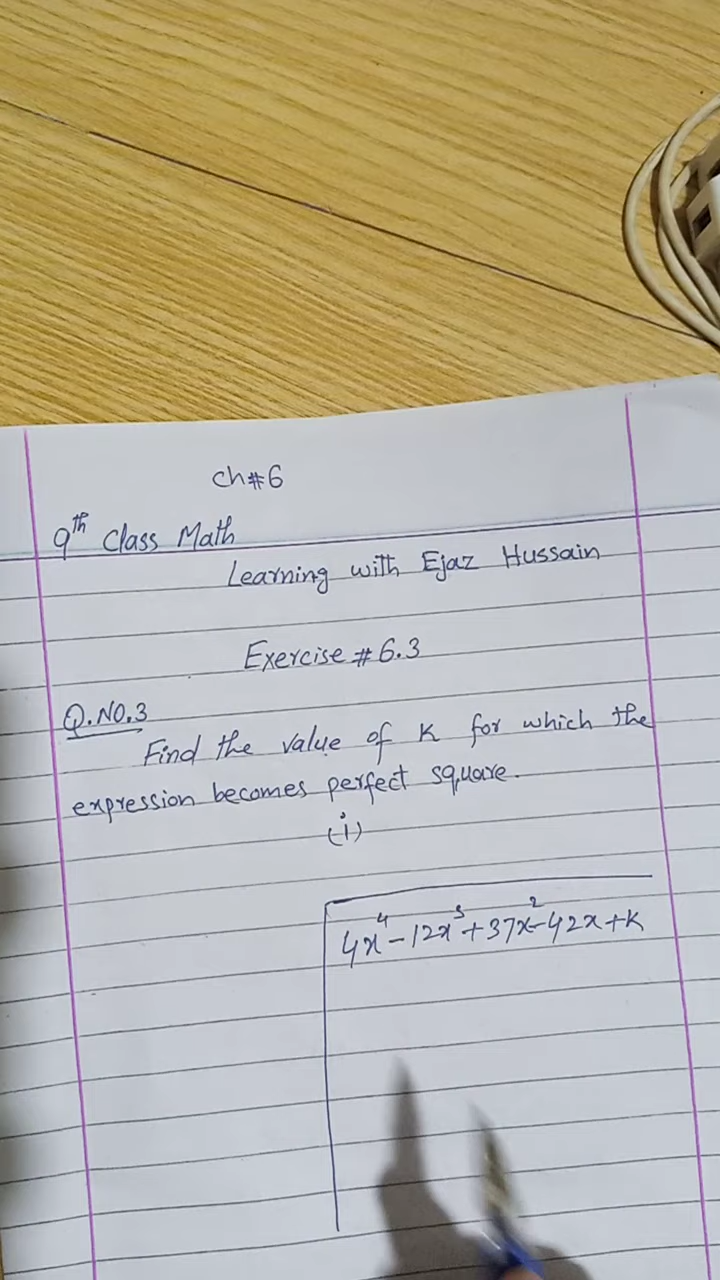 Ch#6
9th Class Math
Learning with Ejaz Hussain
Exercise # 6.3
Q.NO.3
Find the value of K for which the
expression becomes perfect square.
(i)
4x⁴-12x³+37x²-42x+K